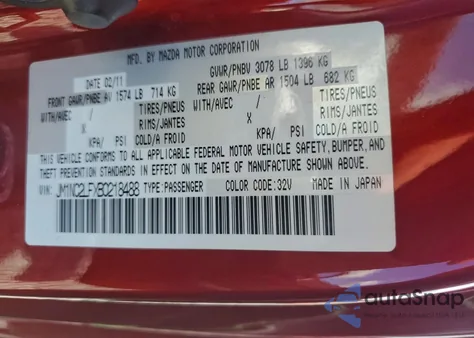 MFD. BY MAZDA MOTOR CORPORATION
DATE 02/11 GVWR/PNBV 3078 LB 1396 KG
FRONT GAWR/PNBE AV 1574 LB 714 KG REAR GAWR/PNBE AR 1504 LB 682 KG
WITH/AVEC / TIRES/PNEUS WITH/AVEC / TIRES/PNEUS
X RIMS/JANTES X RIMS/JANTES
KPA/ PSI COLD/A FROID KPA/ PSI COLD/A FROID
THIS VEHICLE CONFORMS TO ALL APPLICABLE FEDERAL MOTOR VEHICLE SAFETY, BUMPER, AND
THEFT PREVENTION STANDARDS IN EFFECT ON THE DATE OF MANUFACTURE SHOWN ABOVE.
VIN: JM1NC2LFXB0218488 TYPE:PASSENGER COLOR CODE:32V MADE IN JAPAN
autoSnap